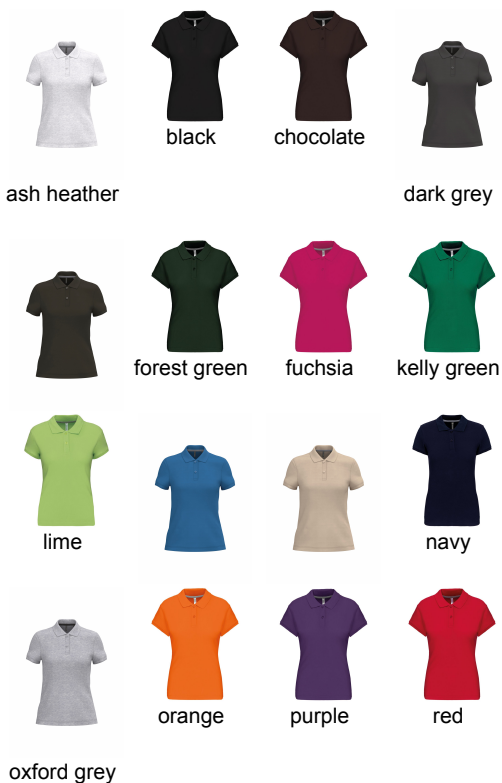 black
chocolate
ash heather
dark grey
forest green
fuchsia
kelly green
lime
navy
orange
purple
red
oxford grey